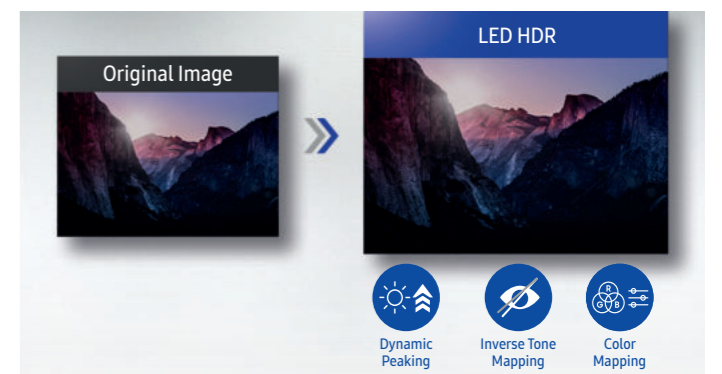 Original Image
LED HDR
R
G B
Dynamic
Peaking
Inverse Tone
Mapping
Color
Mapping